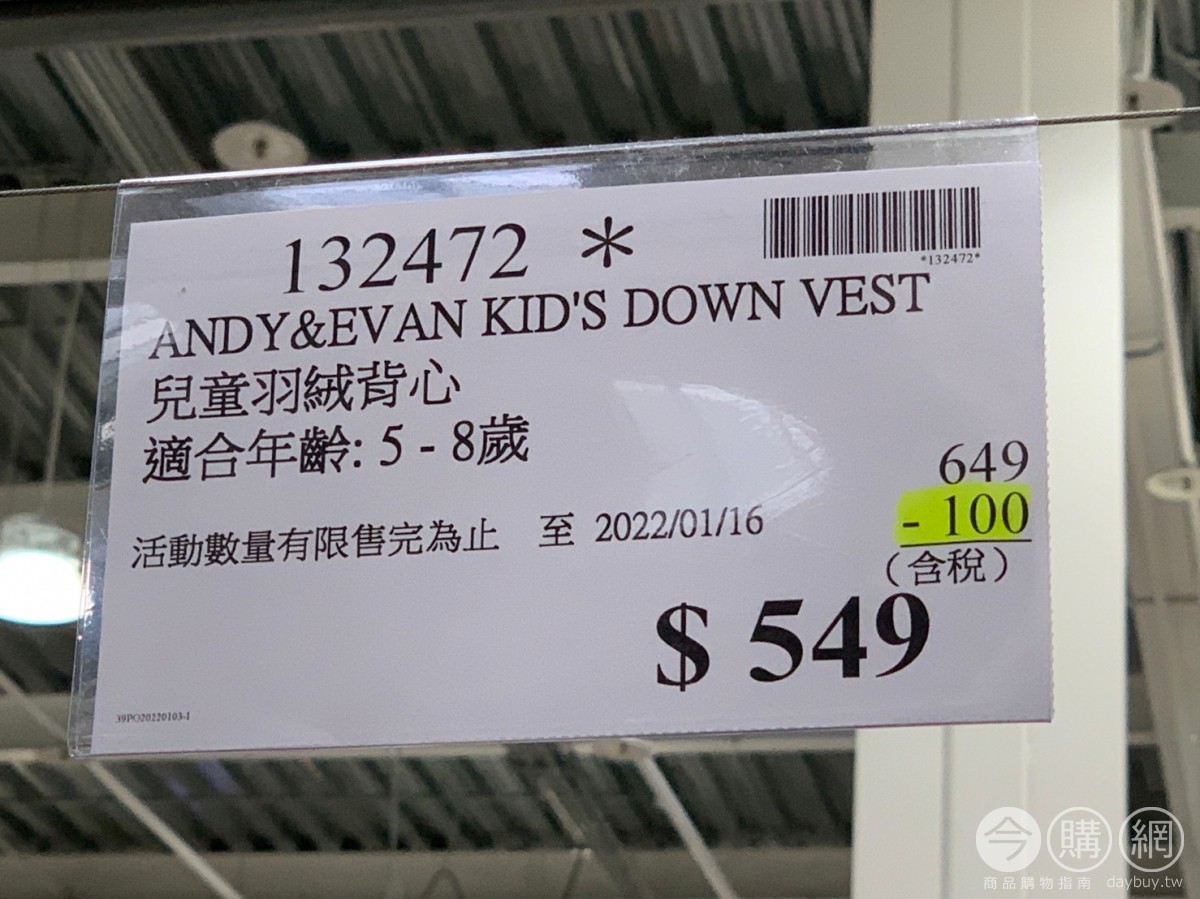 132472 *
*132472*
ANDY&EVAN KID'S DOWN VEST
兒童羽絨背心
適合年齡: 5 - 8歲
649
- 100
活動數量有限售完為止 至 2022/01/16
(含稅)
$ 549
39PO20220103-1
今購網
商品購物指南 daybuy.tw